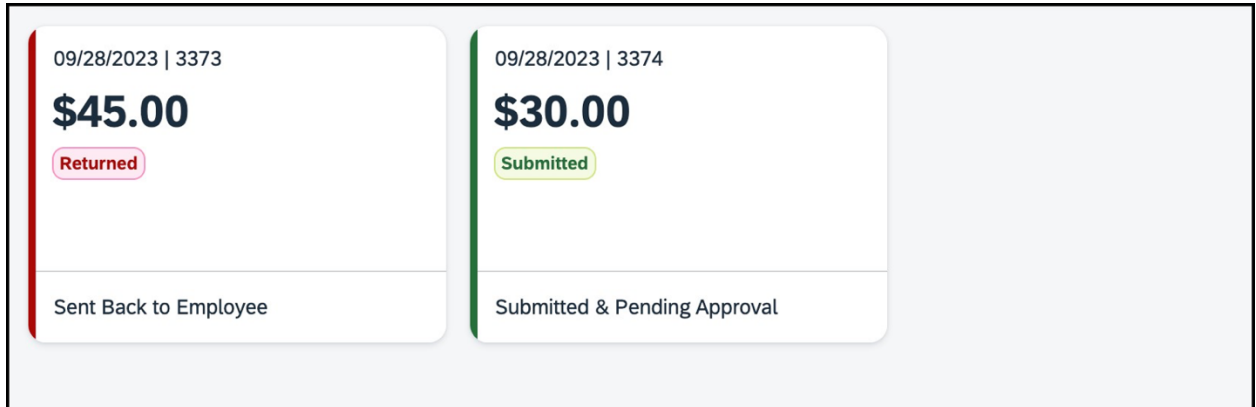 09/28/2023 | 3373
$45.00
Returned
Sent Back to Employee
09/28/2023 | 3374
$30.00
Submitted
Submitted & Pending Approval